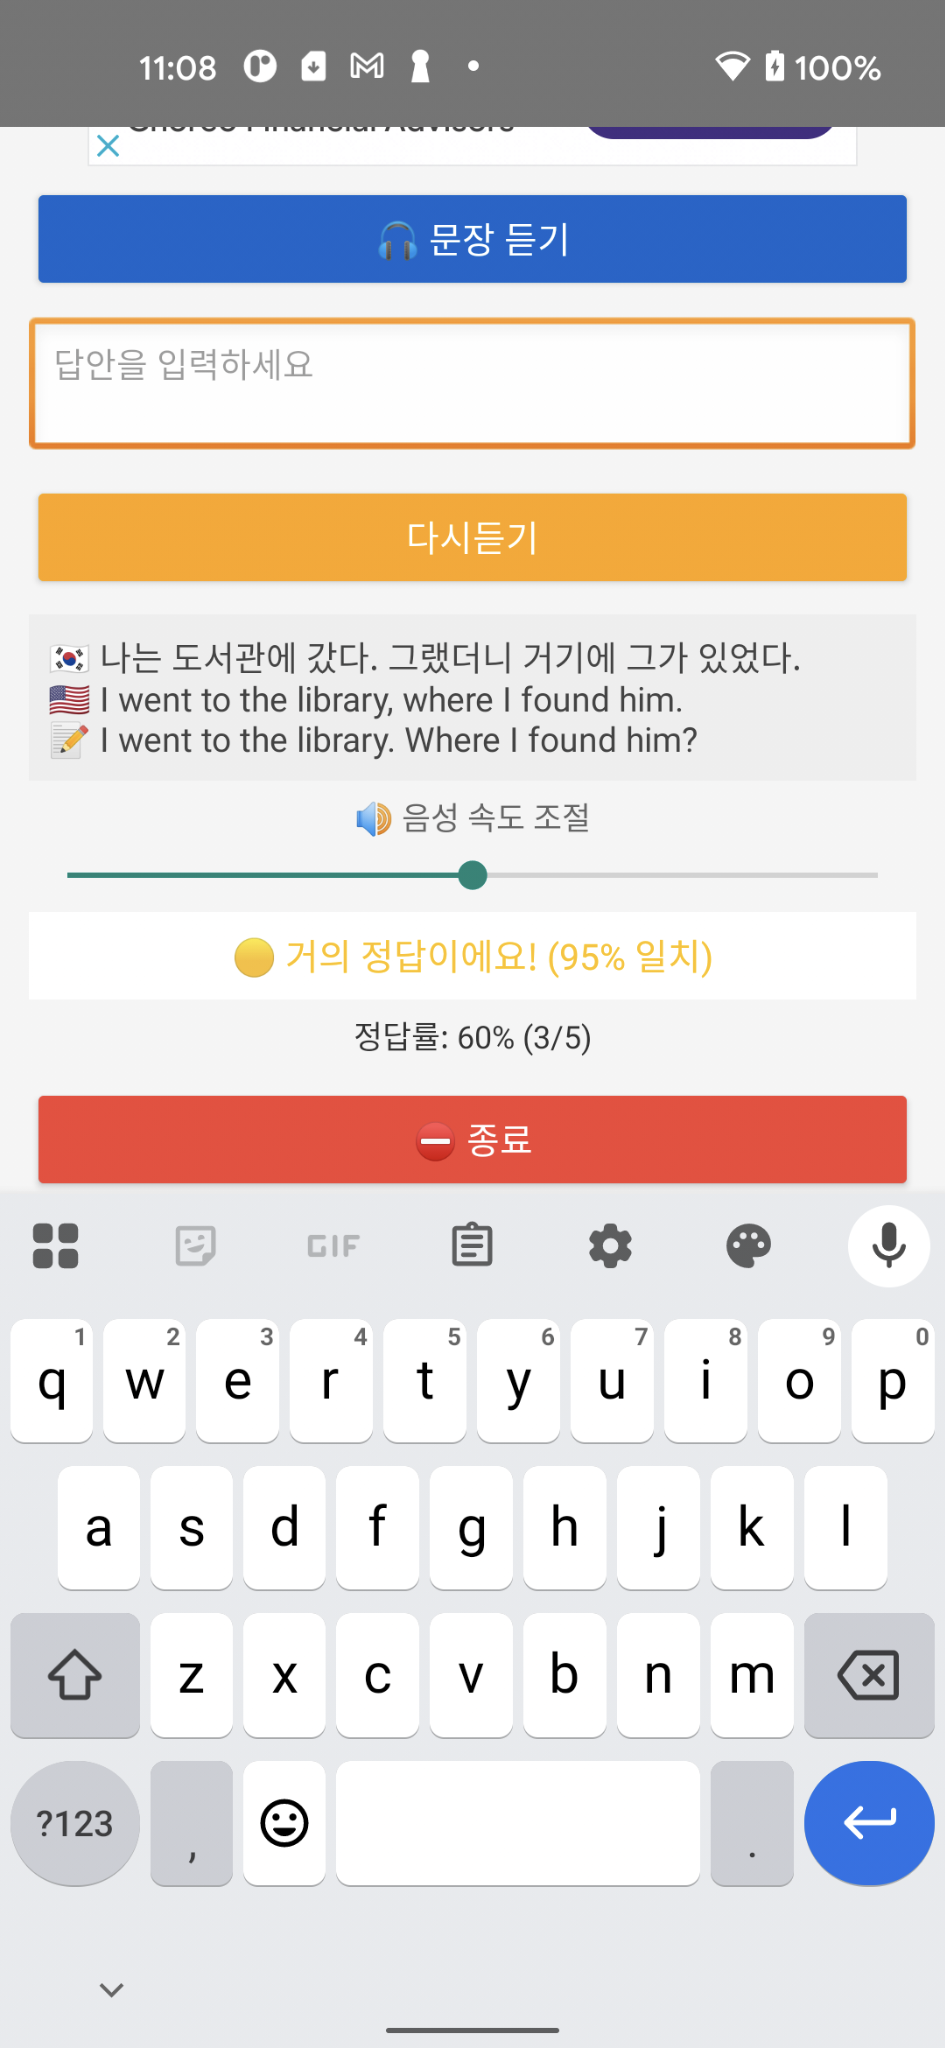 11:08
100%
🎧 문장 듣기
답안을 입력하세요
다시듣기
🇰🇷 나는 도서관에 갔다. 그랬더니 거기에 그가 있었다.
🇺🇸 I went to the library, where I found him.
📝 I went to the library. Where I found him?
🔊 음성 속도 조절
🟡 거의 정답이에요! (95% 일치)
정답률: 60% (3/5)
⛔ 종료
GIF
1 2 3 4 5 6 7 8 9 0
q w e r t y u i o p
a s d f g h j k l
z x c v b n m
?123 , .